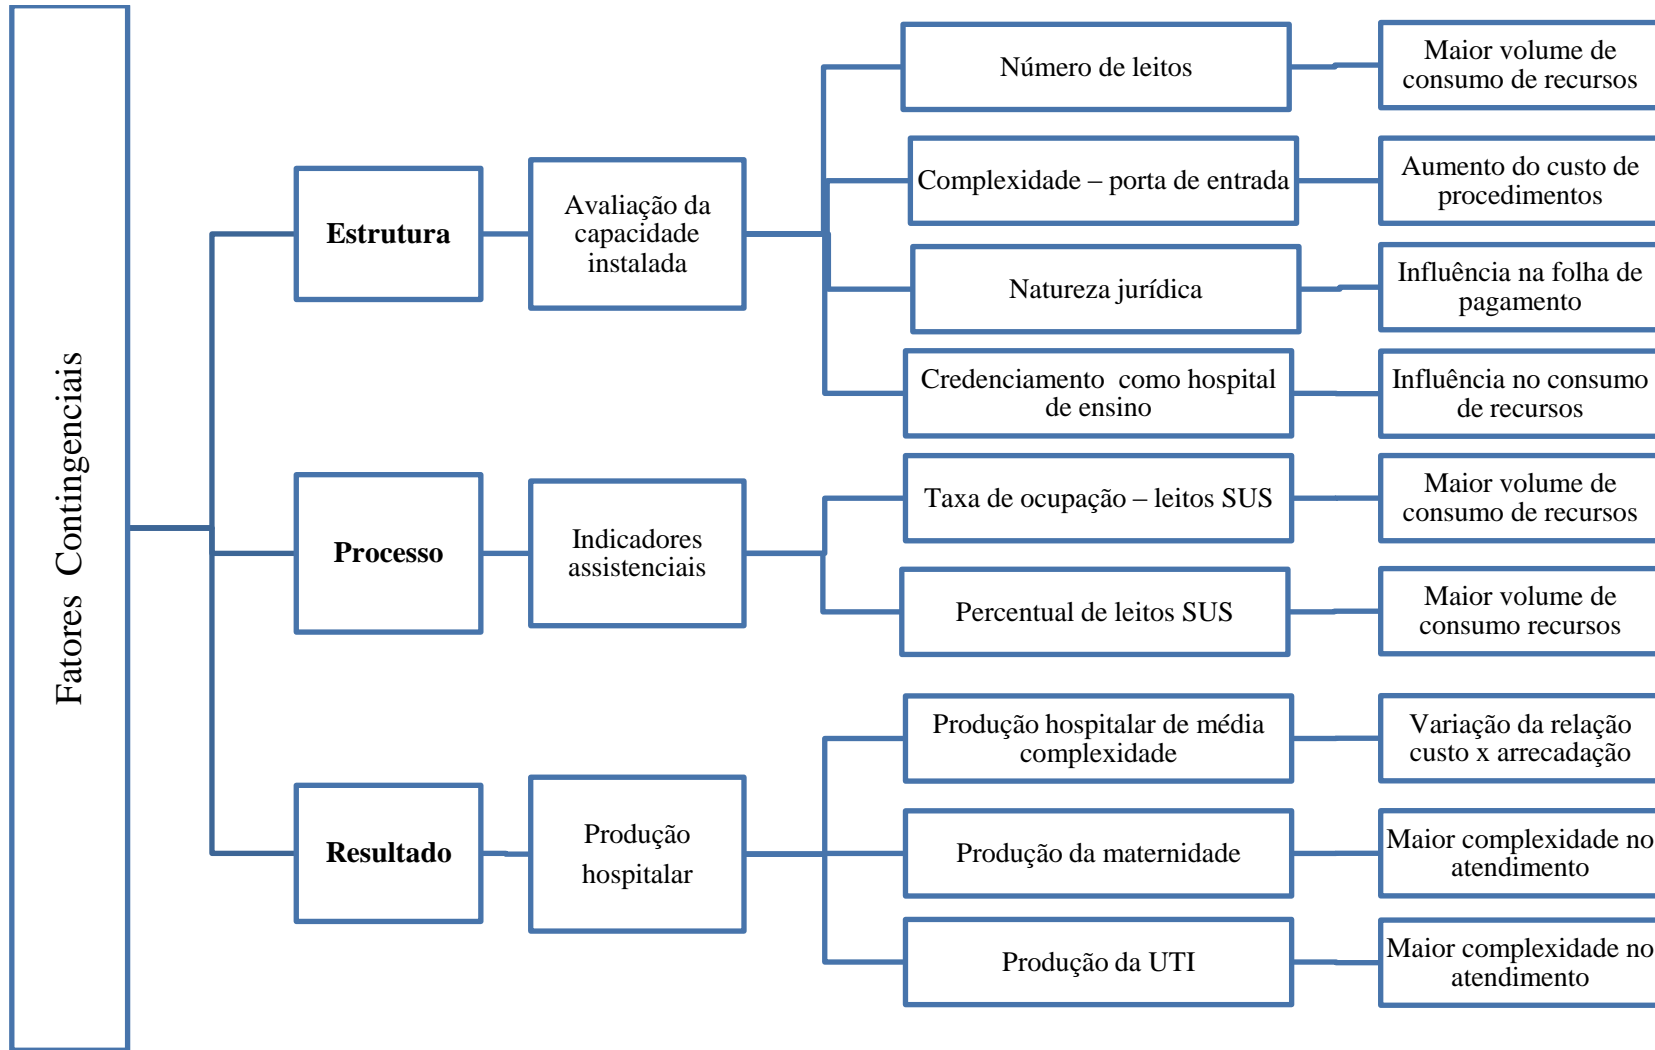 Fatores Contingenciais
Estrutura
Avaliação da
capacidade
instalada
Número de leitos
Maior volume de
consumo de recursos
Complexidade – porta de entrada
Aumento do custo de
procedimentos
Natureza jurídica
Influência na folha de
pagamento
Credenciamento como hospital
de ensino
Influência no consumo
de recursos
Processo
Indicadores
assistenciais
Taxa de ocupação – leitos SUS
Maior volume de
consumo de recursos
Percentual de leitos SUS
Maior volume de
consumo recursos
Resultado
Produção
hospitalar
Produção hospitalar de média
complexidade
Variação da relação
custo x arrecadação
Produção da maternidade
Maior complexidade no
atendimento
Produção da UTI
Maior complexidade no
atendimento